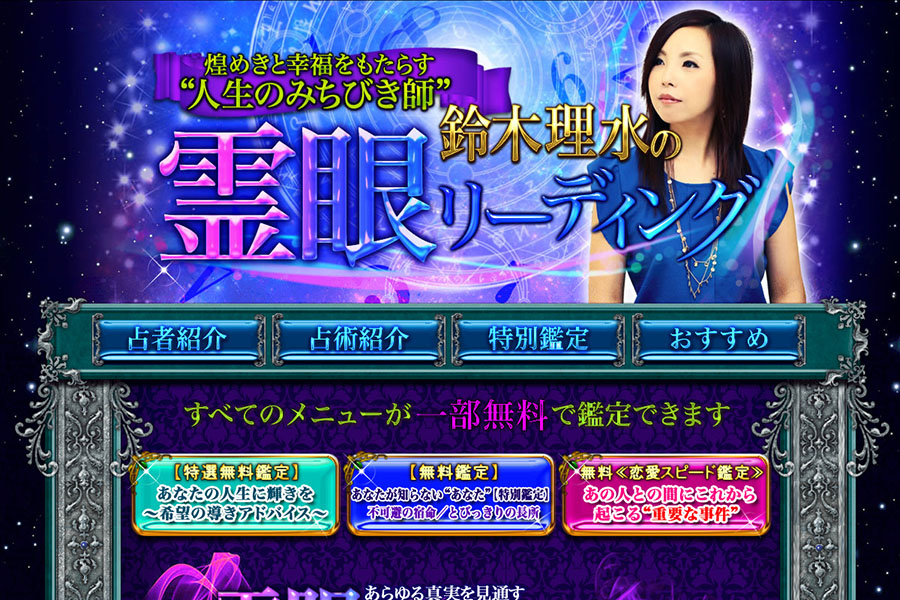 煌めきと幸福をもたらす
“人生のみちびき師”
鈴木理水の
霊眼リーディング
占者紹介
占術紹介
特別鑑定
おすすめ
すべてのメニューが一部無料で鑑定できます
【特選無料鑑定】
あなたの人生に輝きを
～希望の導きアドバイス～
【無料鑑定】
あなたが知らない“あなた”【特別鑑定】
不可避の宿命／とびっきりの長所
無料≪恋愛スピード鑑定≫
あの人との間にこれから
起こる“重要な事件”
霊眼
あらゆる真実を見通す